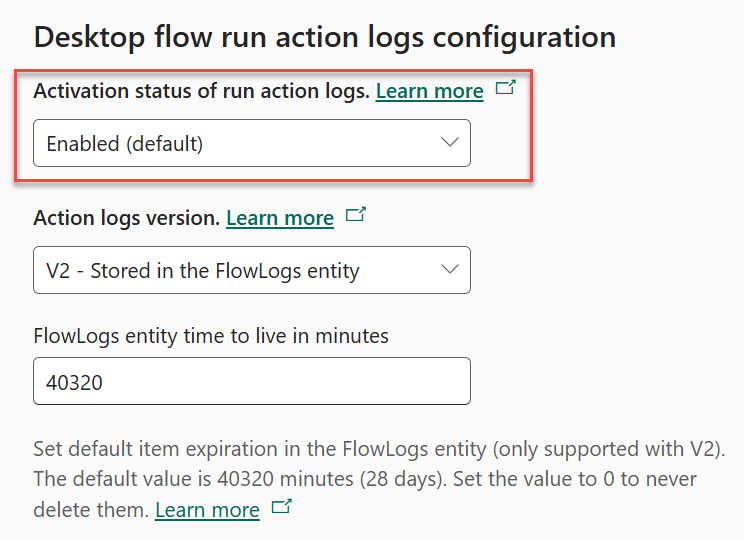 Desktop flow run action logs configuration
Activation status of run action logs. Learn more
Enabled (default)
Action logs version. Learn more
V2 - Stored in the FlowLogs entity
FlowLogs entity time to live in minutes
40320
Set default item expiration in the FlowLogs entity (only supported with V2).
The default value is 40320 minutes (28 days). Set the value to 0 to never
delete them. Learn more